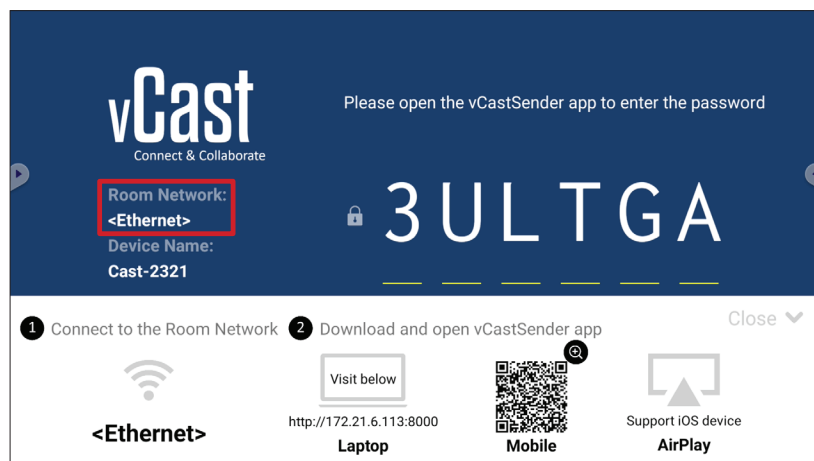 vCast
Connect & Collaborate
Please open the vCastSender app to enter the password
Room Network:
<Ethernet>
Device Name:
Cast-2321
3ULTGA
1 Connect to the Room Network
<Ethernet>
2 Download and open vCastSender app
Close
Visit below
http://172.21.6.113:8000
Laptop
Mobile
Support iOS device
AirPlay